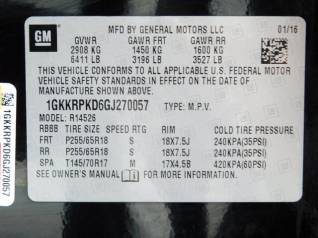 GM
MFD BY GENERAL MOTORS LLC 01/16
GVWR GAWR FRT GAWR RR
2908 KG 1450 KG 1600 KG
6411 LB 3196 LB 3527 LB
THIS VEHICLE CONFORMS TO ALL APPLICABLE U.S. FEDERAL MOTOR
VEHICLE SAFETY STANDARDS IN EFFECT ON THE DATE OF
MANUFACTURE SHOWN ABOVE.
1GKKRPKD6GJ270057 TYPE: M.P.V.
MODEL: R14526
RGBB TIRE SIZE SPEED RTG RIM COLD TIRE PRESSURE
FRT P255/65R18 S 18X7.5J 240KPA(35PSI)
RR P255/65R18 S 18X7.5J 240KPA(35PSI)
SPA T145/70R17 M 17X4.5B 420KPA(60PSI)
SEE OWNER'S MANUAL FOR MORE INFORMATION.
1GKKRPKD6GJ270057